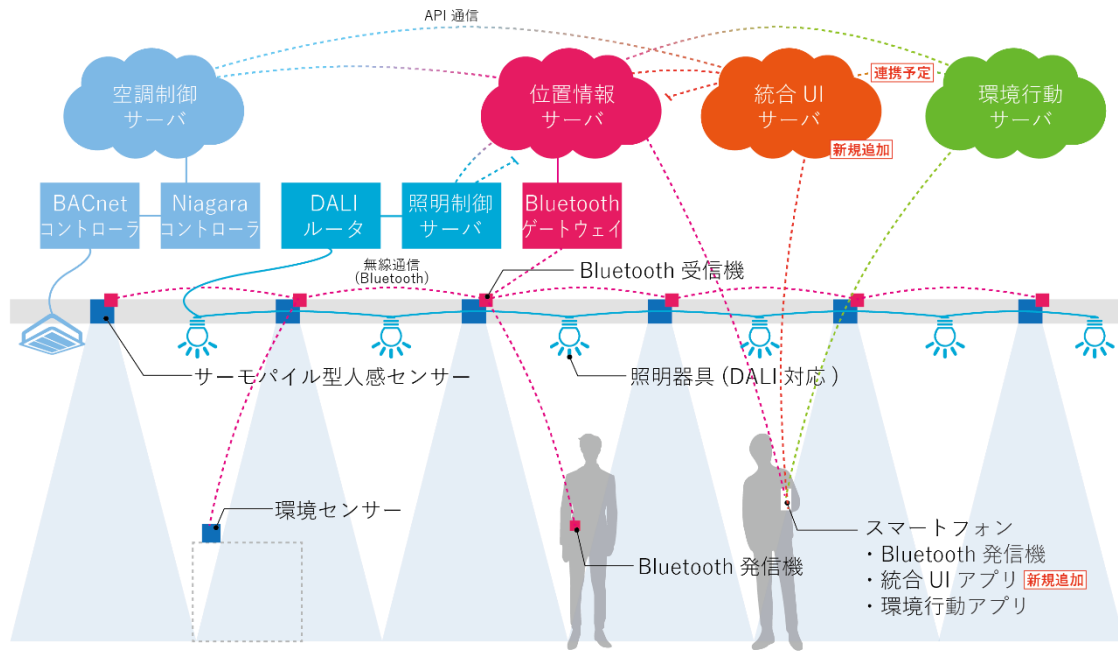 API 通信
空調制御
サーバ
位置情報
サーバ
統合 UI
サーバ
新規追加
連携予定
環境行動
サーバ
BACnet
コントローラ
Niagara
コントローラ
DALI
ルータ
照明制御
サーバ
Bluetooth
ゲートウェイ
無線通信
(Bluetooth)
Bluetooth 受信機
サーモパイル型人感センサー
照明器具 (DALI 対応 )
環境センサー
Bluetooth 発信機
スマートフォン
・Bluetooth 発信機
・統合 UI アプリ 新規追加
・環境行動アプリ